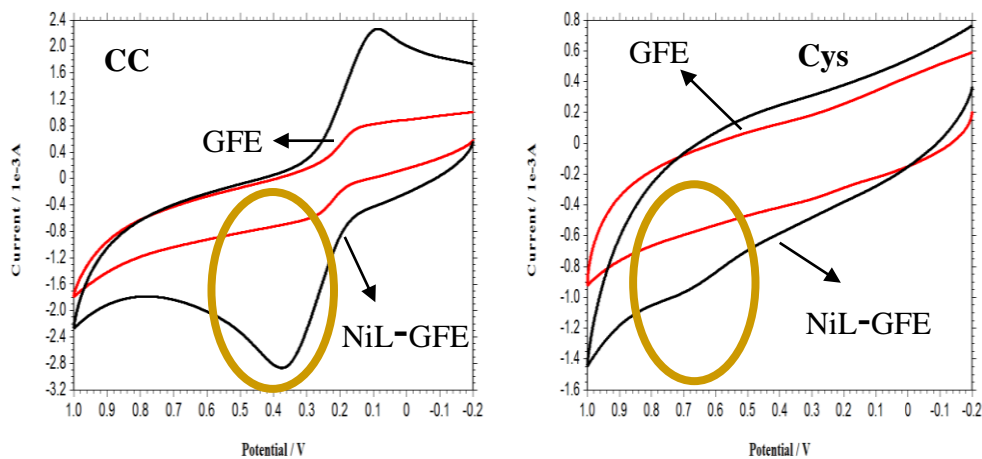 CC
GFE
NiL-GFE
Current / 1e-3A
2.4
2.0
1.6
1.2
0.8
0.4
0
-0.4
-0.8
-1.2
-1.6
-2.0
-2.4
-2.8
-3.2
1.0 0.9 0.8 0.7 0.6 0.5 0.4 0.3 0.2 0.1 0 -0.1 -0.2
Potential / V
GFE
Cys
NiL-GFE
Current / 1e-3A
0.8
0.6
0.4
0.2
0
-0.2
-0.4
-0.6
-0.8
-1.0
-1.2
-1.4
-1.6
1.0 0.9 0.8 0.7 0.6 0.5 0.4 0.3 0.2 0.1 0 -0.1 -0.2
Potential / V